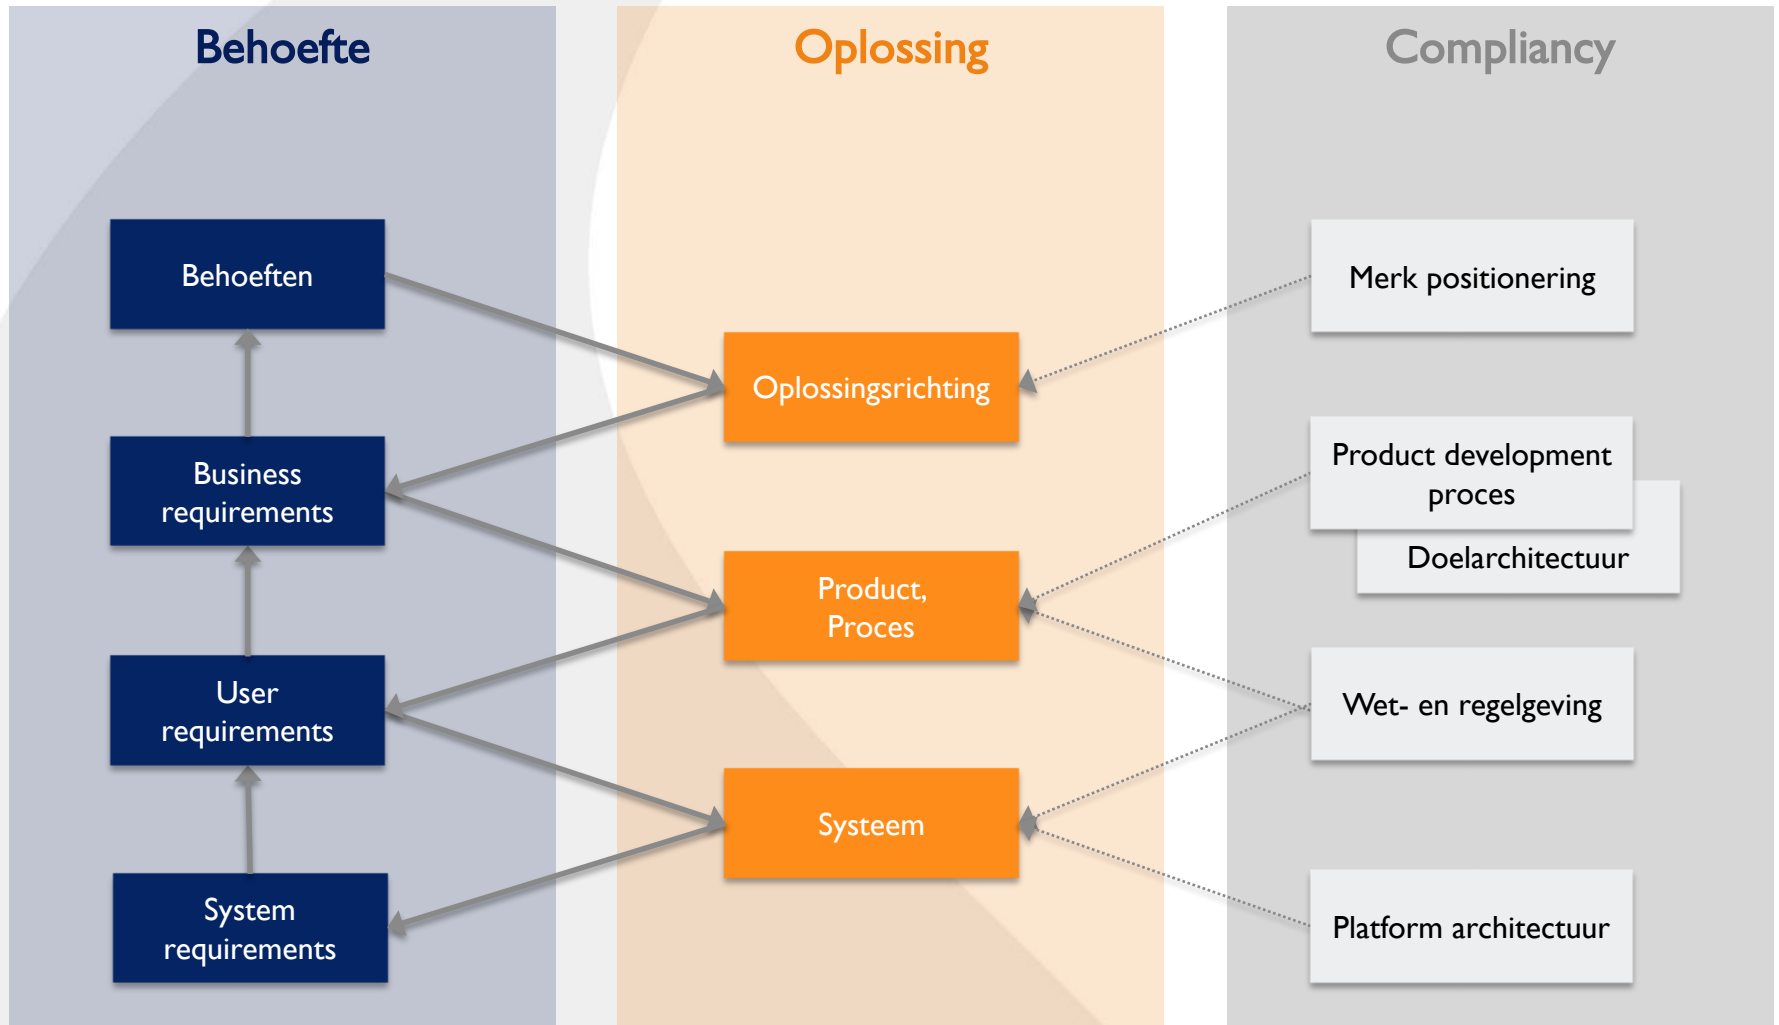 Behoefte
Oplossing
Compliancy
Behoeften
Business
requirements
User
requirements
System
requirements
Oplossingsrichting
Product,
Proces
Systeem
Merk positionering
Product development
proces
Doelarchitectuur
Wet- en regelgeving
Platform architectuur